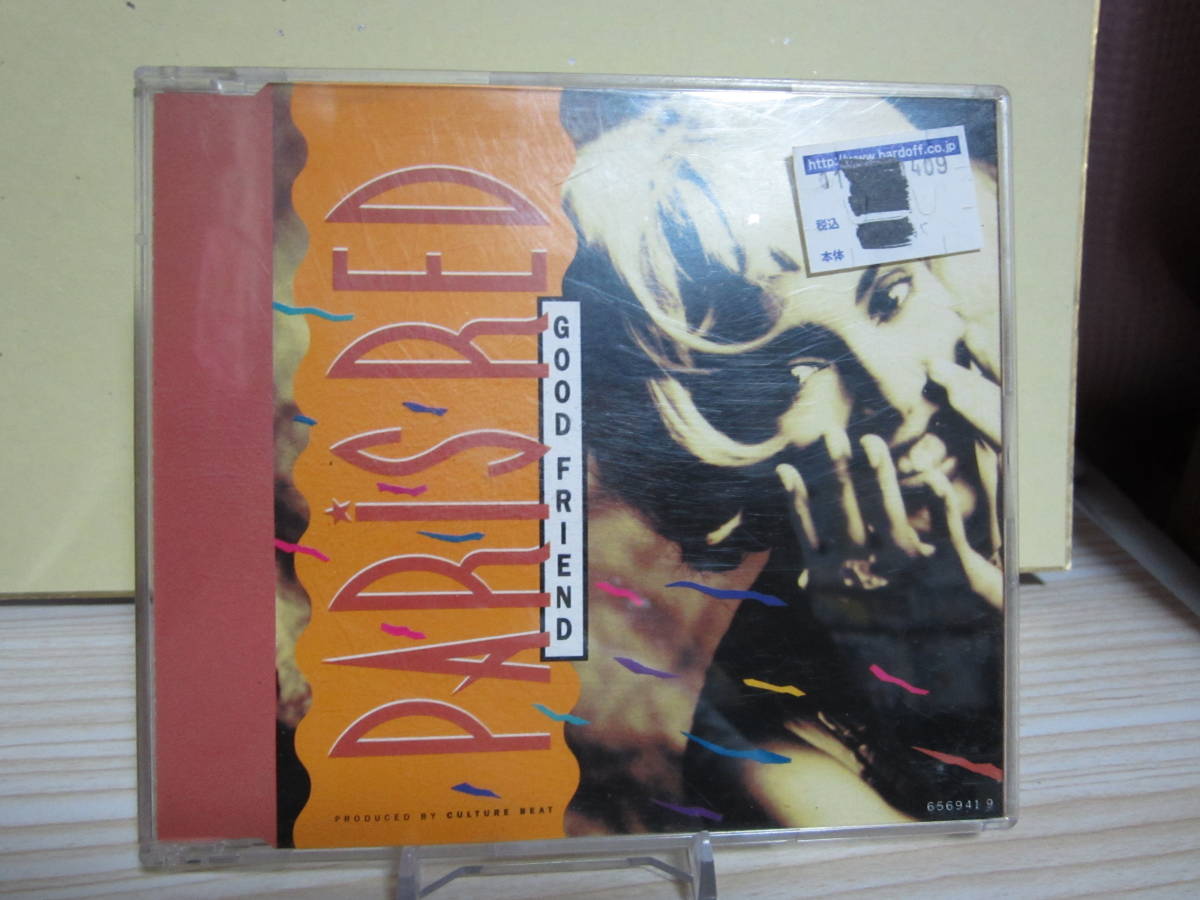 PARIS RED
GOOD FRIEND
PRODUCED BY CULTURE BEAT
http://www.hardoff.co.jp
税込
本体
656941 9